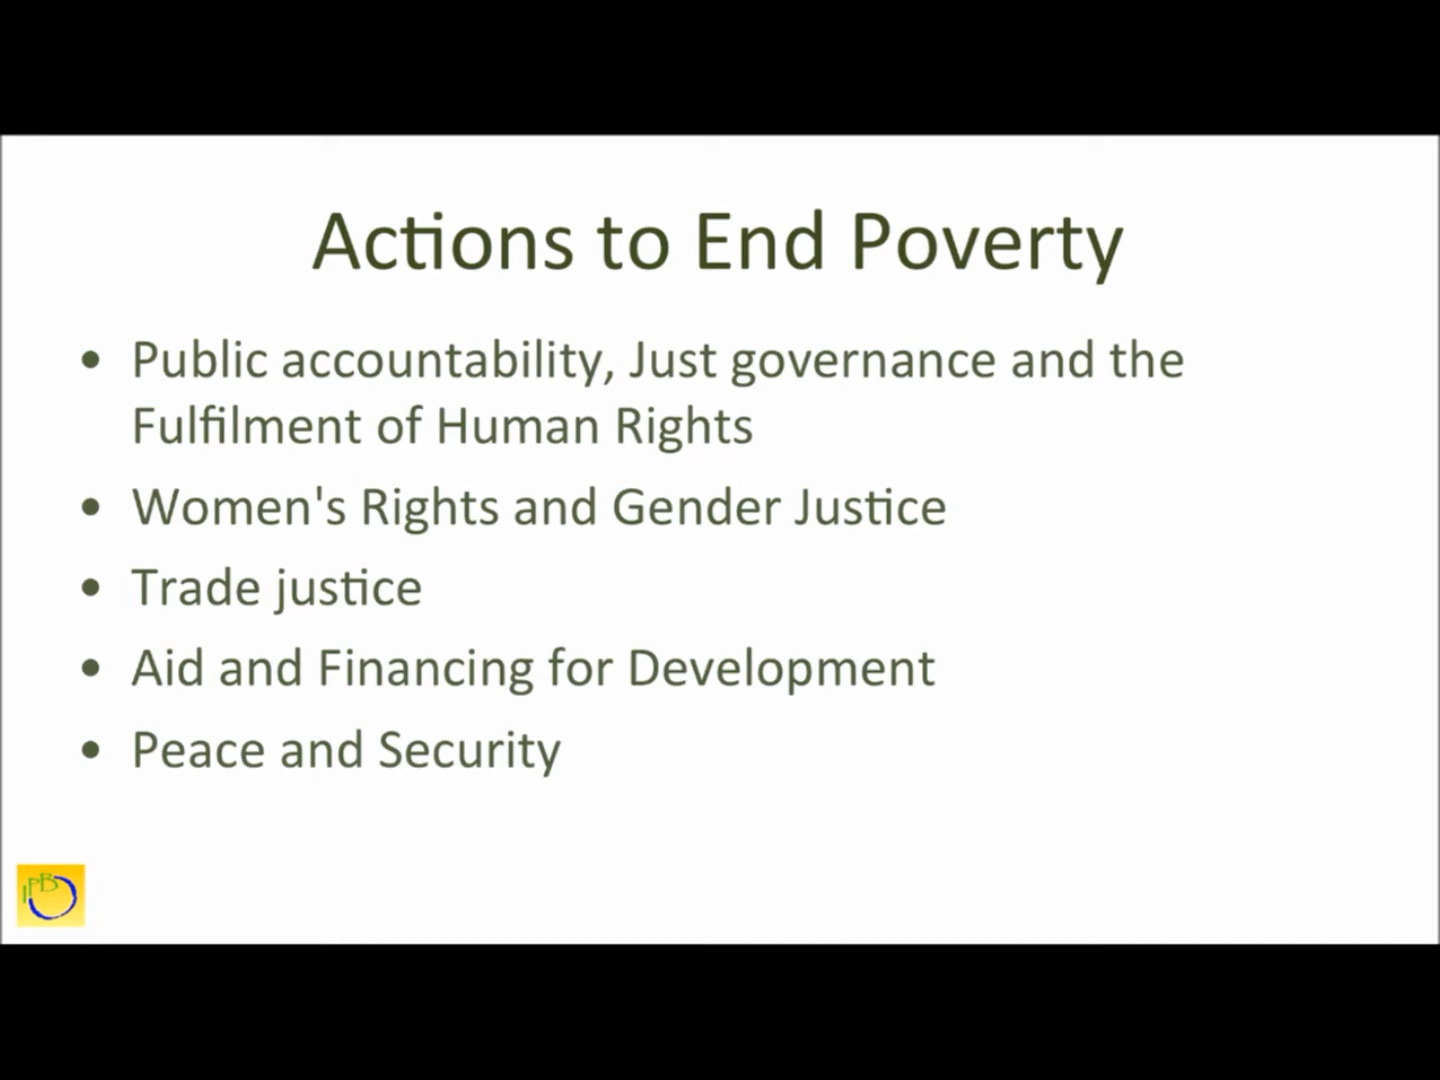 Actions to End Poverty
• Public accountability, Just governance and the
Fulfilment of Human Rights
• Women's Rights and Gender Justice
• Trade justice
• Aid and Financing for Development
• Peace and Security
IPB